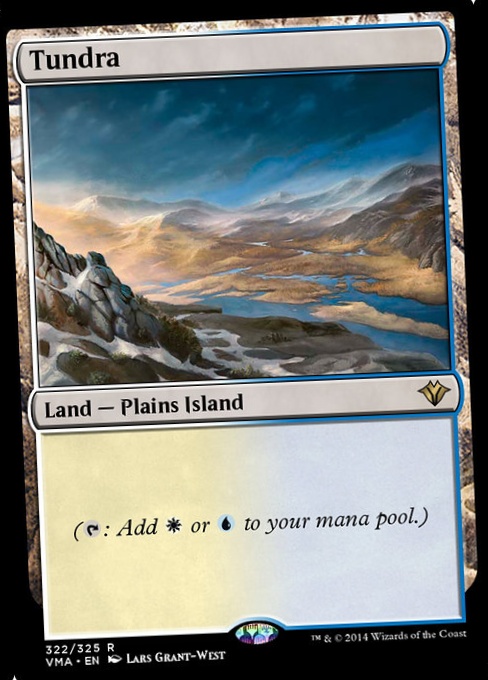 Tundra
Land — Plains Island
( : Add or to your mana pool.)
322/325 R
VMA • EN Lars Grant-West
™ & © 2014 Wizards of the Coast